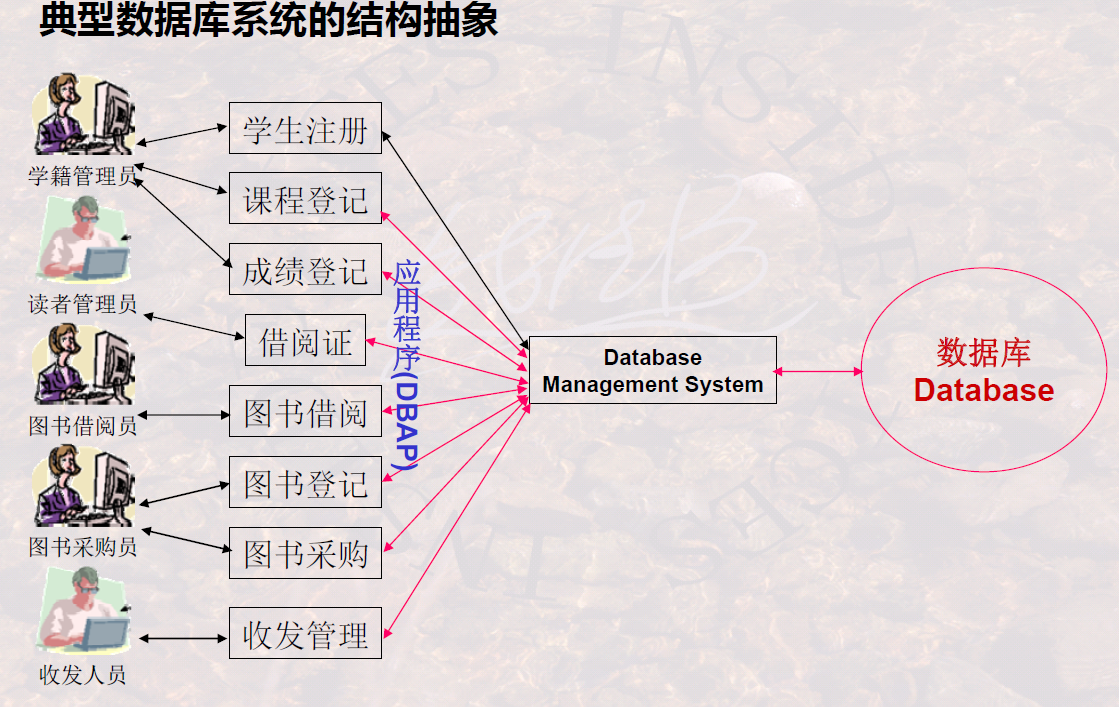 典型数据库系统的结构抽象
学籍管理员
读者管理员
图书借阅员
图书采购员
收发人员
学生注册
课程登记
成绩登记
借阅证
图书借阅
图书登记
图书采购
收发管理
应用程序(DBAP)
Database
Management System
数据库
Database